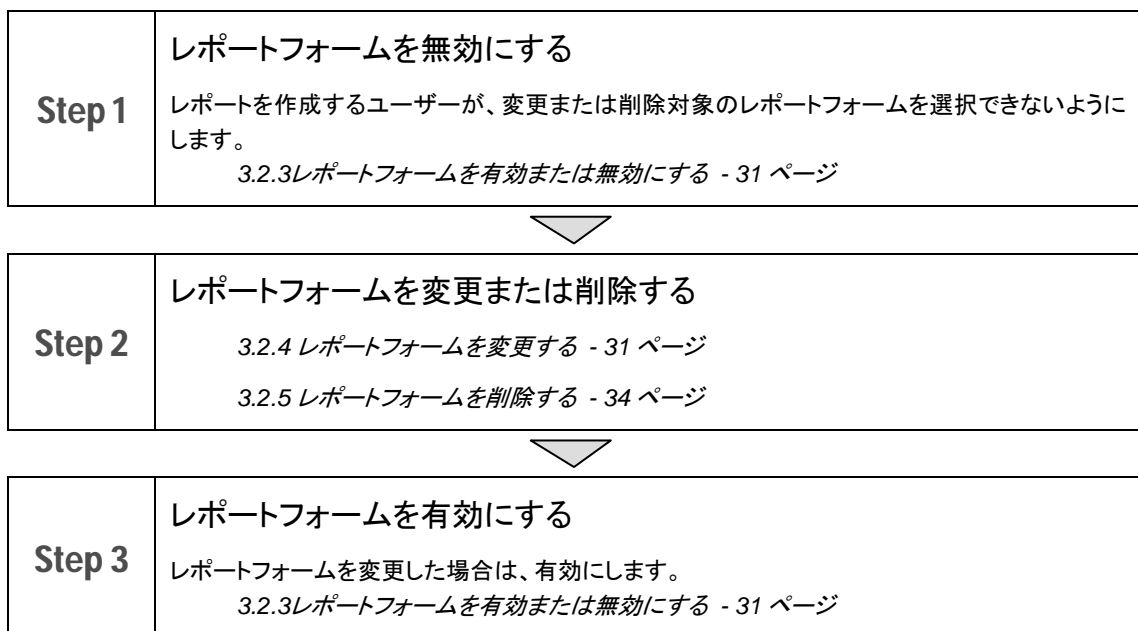 Step 1
レポートフォームを無効にする
レポートを作成するユーザーが、変更または削除対象のレポートフォームを選択できないように
します。
3.2.3レポートフォームを有効または無効にする - 31 ページ
Step 2
レポートフォームを変更または削除する
3.2.4 レポートフォームを変更する - 31 ページ
3.2.5 レポートフォームを削除する - 34 ページ
Step 3
レポートフォームを有効にする
レポートフォームを変更した場合は、有効にします。
3.2.3レポートフォームを有効または無効にする - 31 ページ